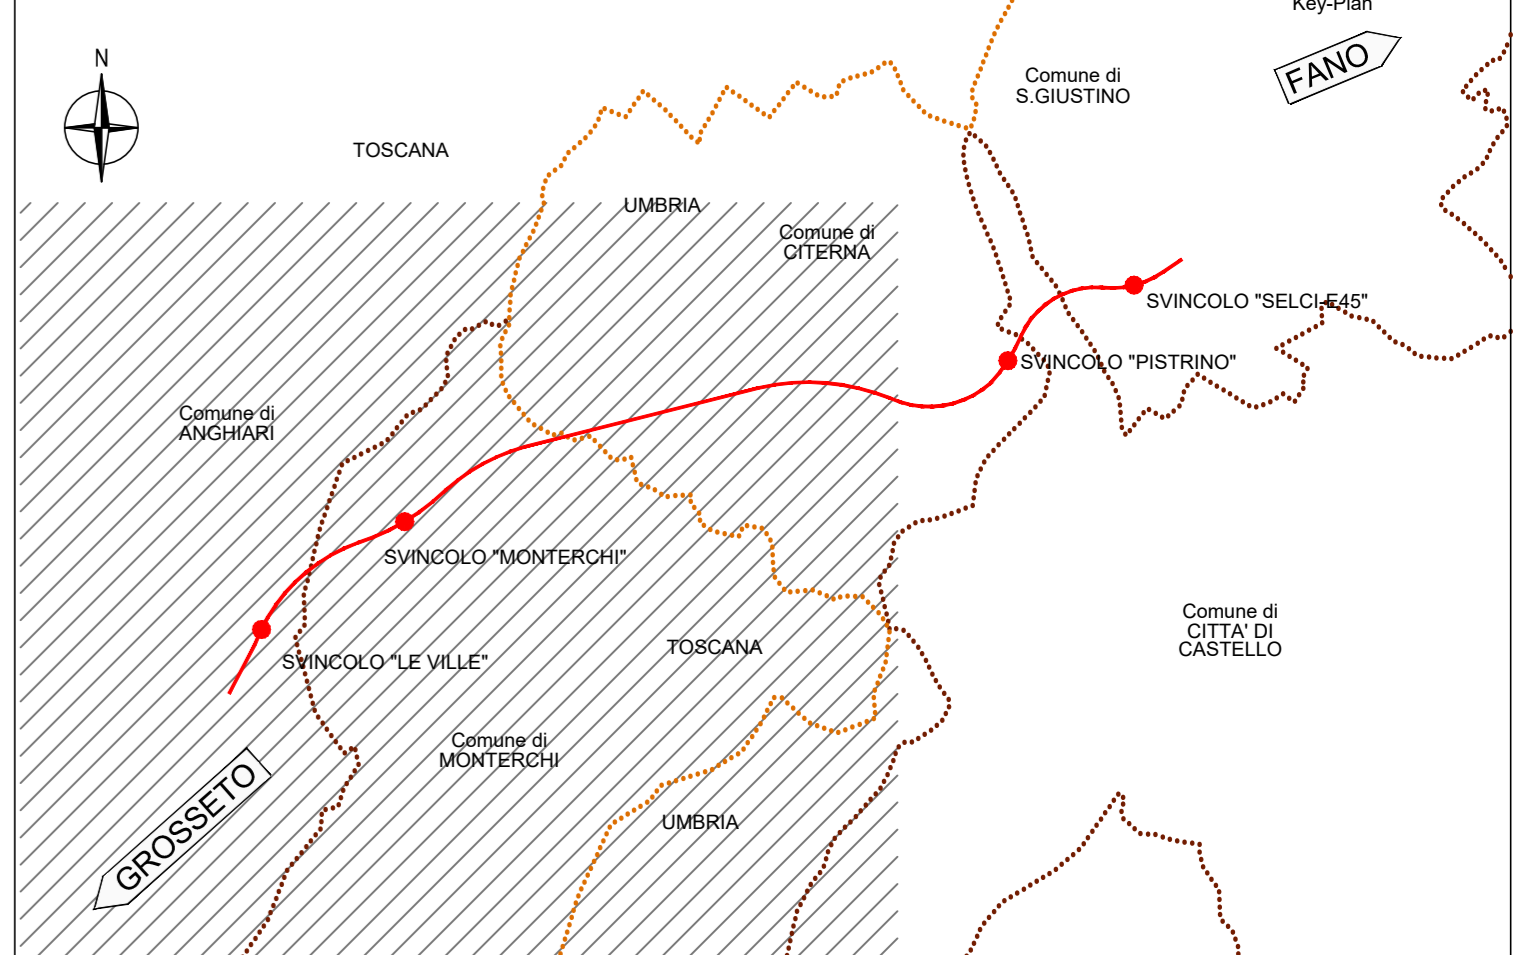 Key-Plan
N
FANO
Comune di
S.GIUSTINO
TOSCANA
UMBRIA
Comune di
CITERNA
SVINCOLO "SELCI-E45"
SVINCOLO "PISTRINO"
Comune di
ANGHIARI
SVINCOLO "MONTERCHI"
Comune di
CITTA' DI
CASTELLO
TOSCANA
SVINCOLO "LE VILLE"
Comune di
MONTERCHI
GROSSETO
UMBRIA